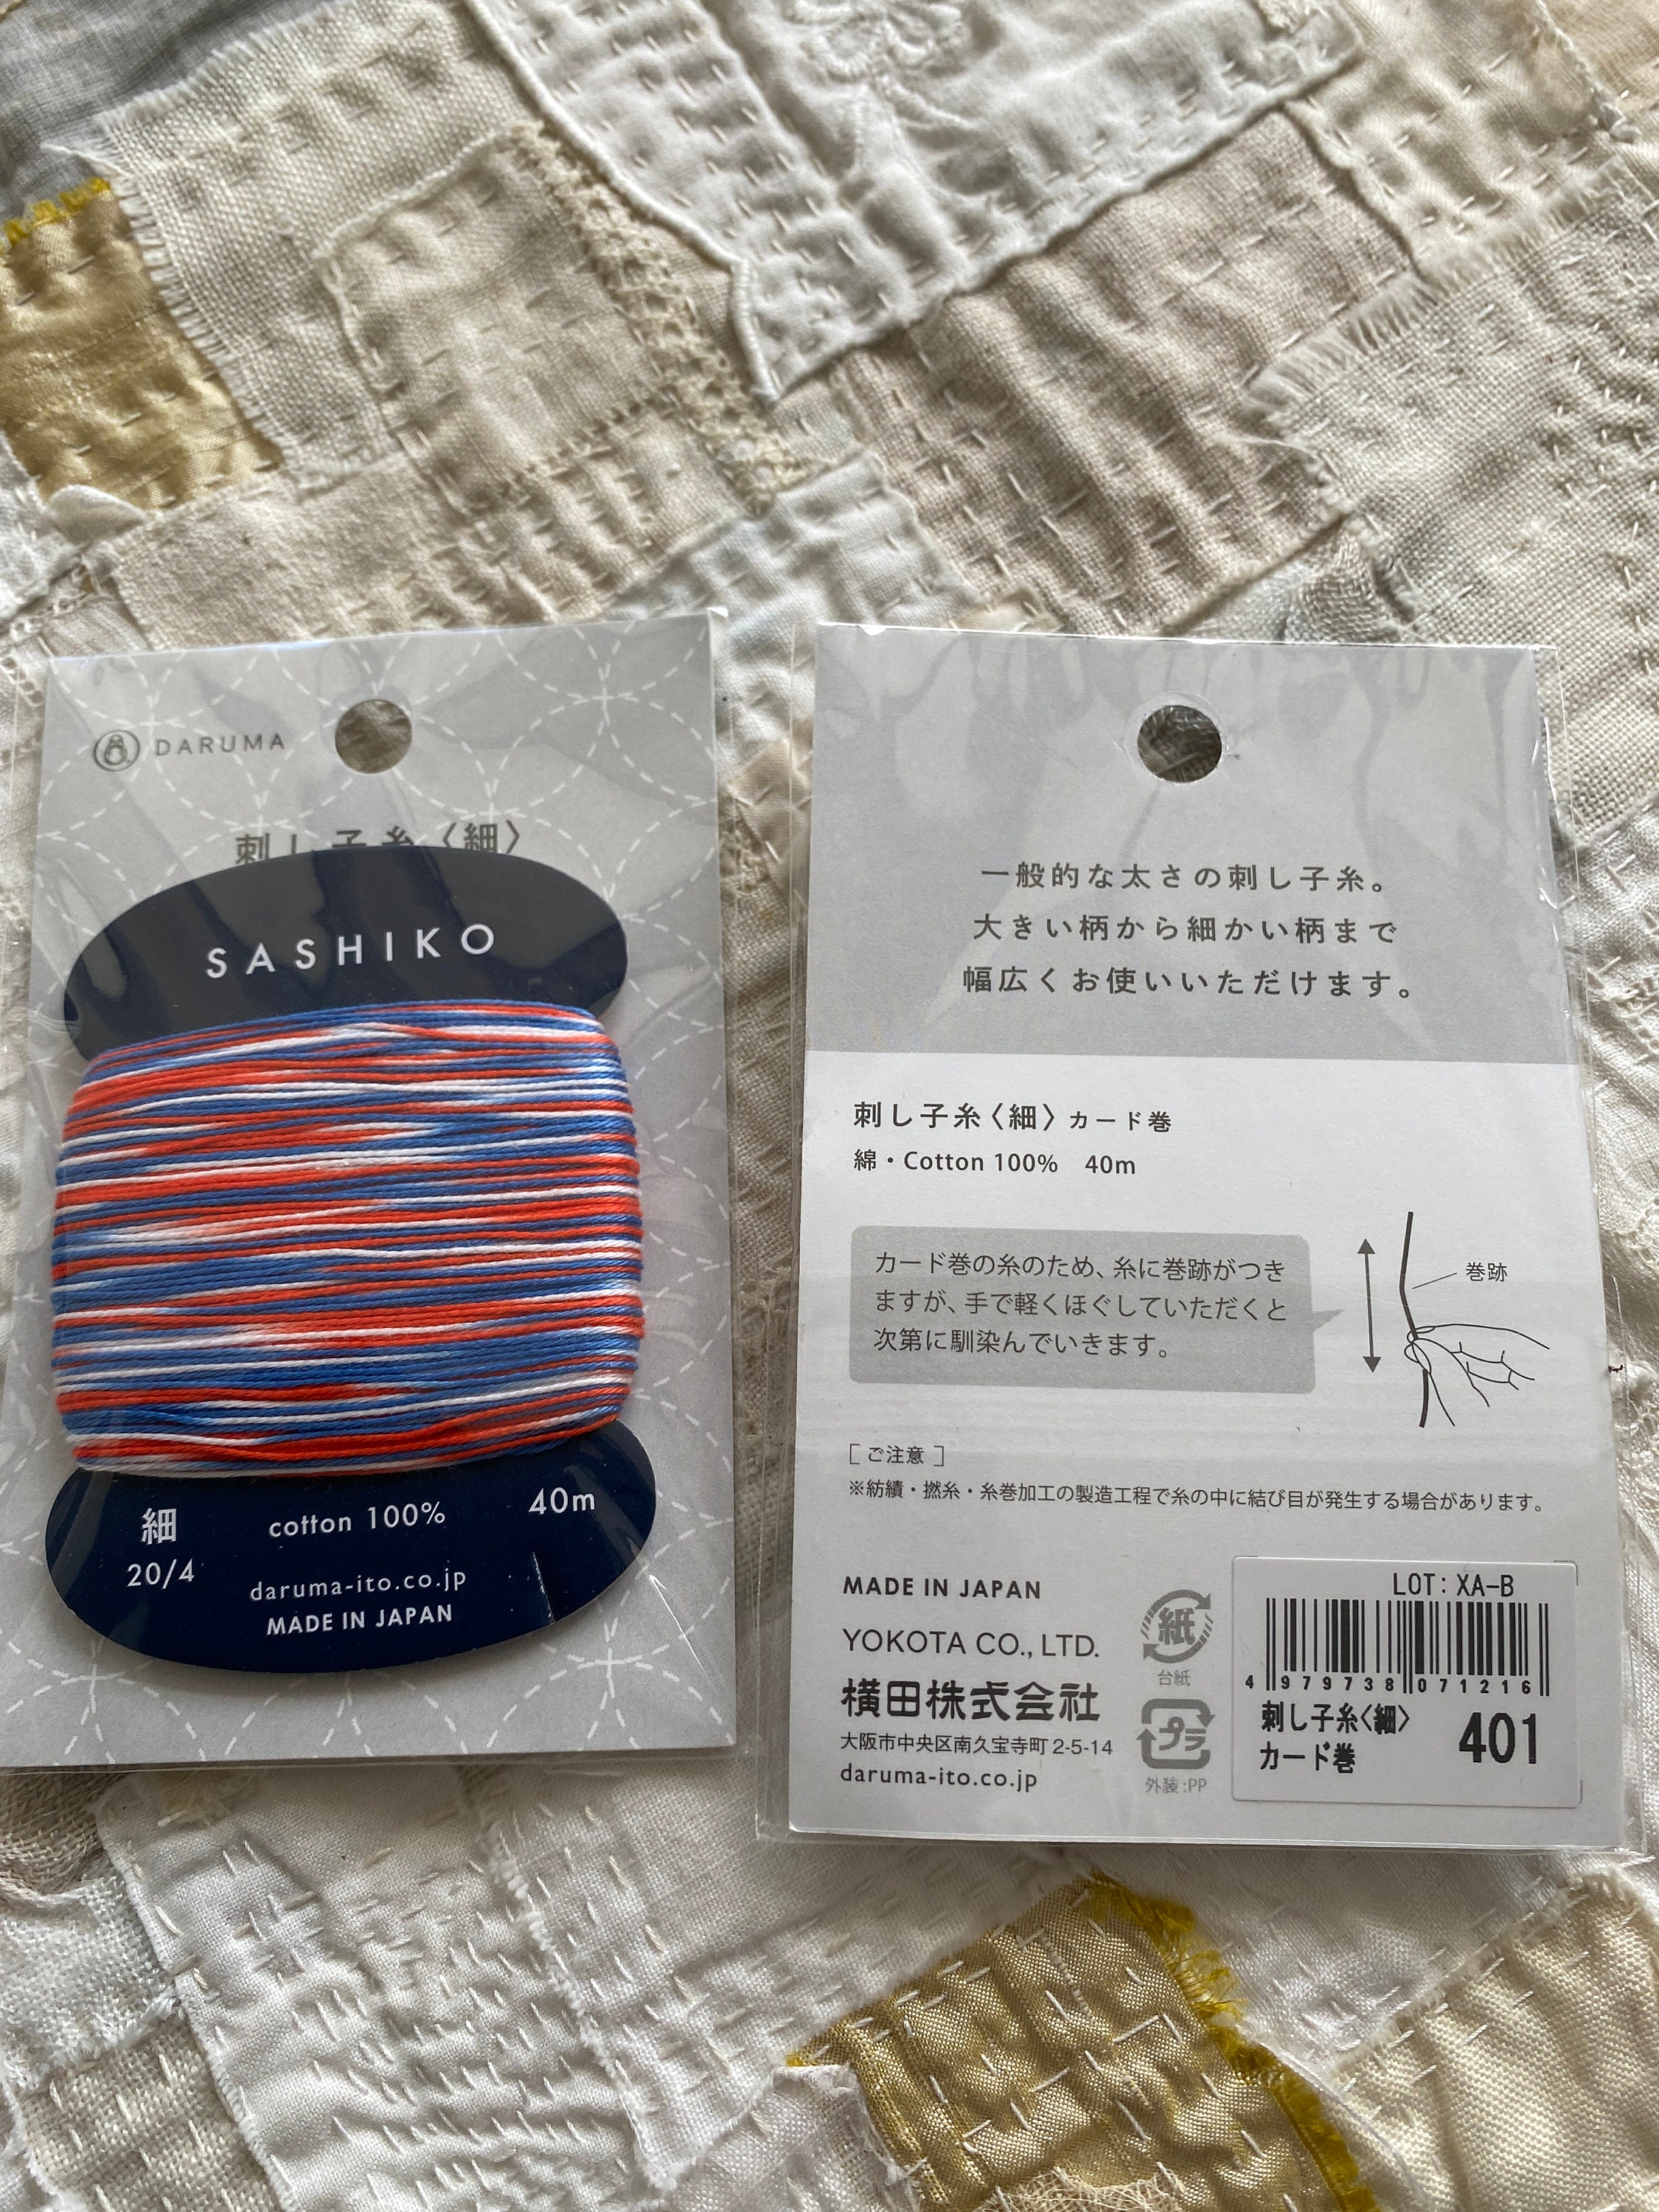 DARUMA
刺し子糸〈細〉
SASHIKO
細
20/4
cotton 100%
40m
daruma-ito.co.jp
MADE IN JAPAN
一般的な太さの刺し子糸。
大きい柄から細かい柄まで
幅広くお使いいただけます。
刺し子糸〈細〉カード巻
綿・Cotton 100% 40m
カード巻の糸のため、糸に巻跡がつき
ますが、手で軽くほぐしていただくと
次第に馴染んでいきます。
巻跡
［ ご注意 ］
※紡績・撚糸・糸巻加工の製造工程で糸の中に結び目が発生する場合があります。
MADE IN JAPAN
YOKOTA CO., LTD.
横田株式会社
大阪市中央区南久宝寺町 2-5-14
daruma-ito.co.jp
紙
台紙
プラ
外装:PP
LOT: XA-B
4 979738 071216
刺し子糸〈細〉
カード巻
401